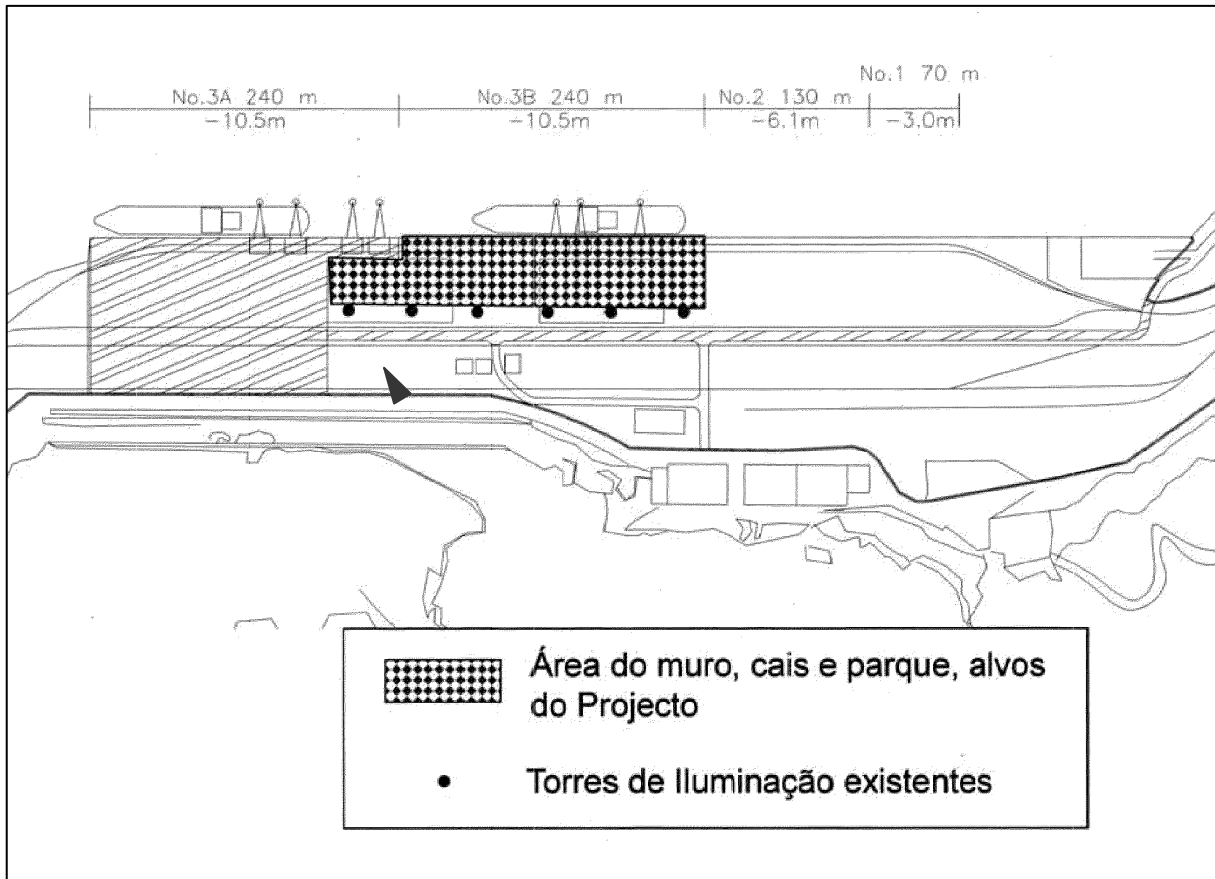 No.1 70 m
No.3A 240 m
No.3B 240 m
No.2 130 m
-10.5m
-10.5m
-6.1m
-3.0m
Área do muro, cais e parque, alvos
do Projecto
Torres de Iluminação existentes